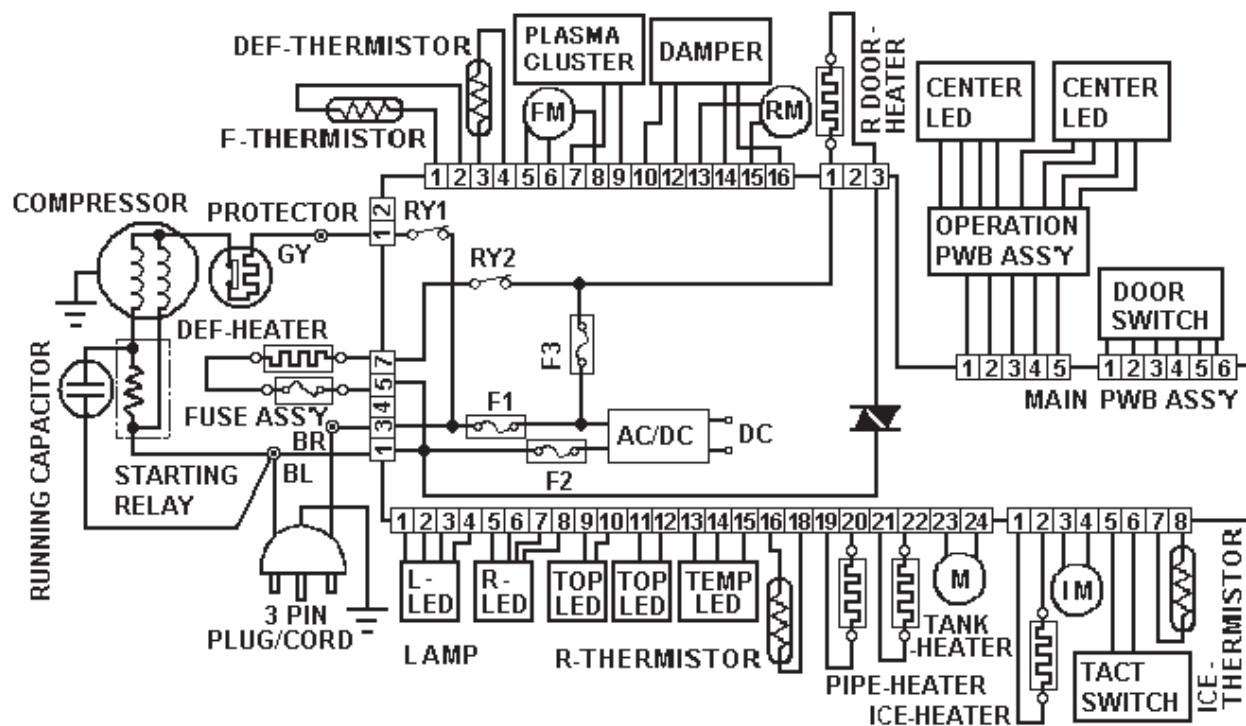 DEF-THERMISTOR
PLASMA
CLUSTER
DAMPER
R DOOR-
HEATER
CENTER
LED
CENTER
LED
FM
RM
F-THERMISTOR
1 2 3 4 5 6 7 8 9 10 12 13 14 15 16
1 2 3
COMPRESSOR
PROTECTOR
2
1
RY1
GY
OPERATION
PWB ASS'Y
RY2
DOOR
SWITCH
DEF-HEATER
7
5
4
3
1
F3
FUSE ASS'Y
F1
1 2 3 4 5
1 2 3 4 5 6
MAIN PWB ASS'Y
BR
AC/DC
DC
BL
F2
RUNNING CAPACITOR
STARTING
RELAY
1 2 3 4 5 6 7 8 9 10 11 12 13 14 15 16 18 19 20 21 22 23 24
1 2 3 4 5 6 7 8
L-
LED
R-
LED
TOP
LED
TOP
LED
TEMP
LED
M
IM
3 PIN
PLUG/CORD
LAMP
R-THERMISTOR
TANK
-HEATER
PIPE-HEATER
ICE-HEATER
TACT
SWITCH
ICE-
THERMISTOR